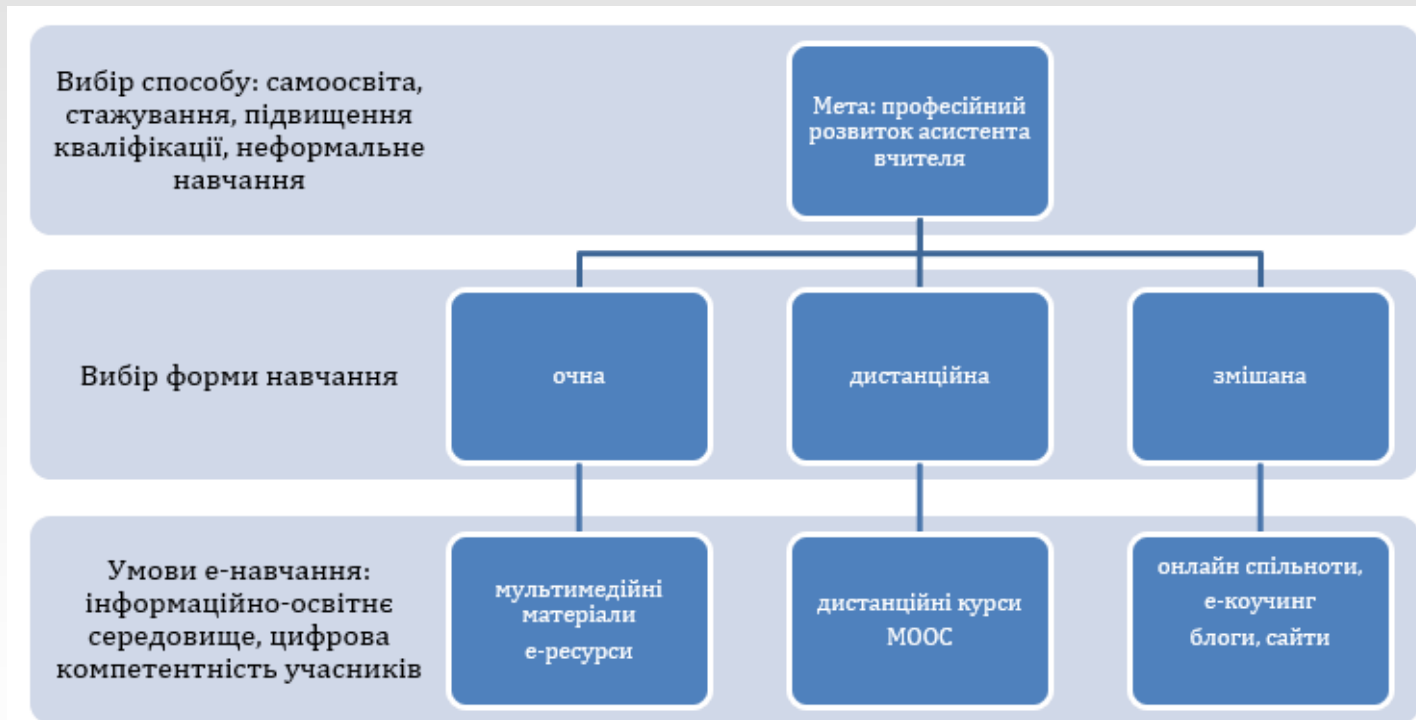 Вибір способу: самоосвіта,
стажування, підвищення
кваліфікації, неформальне
навчання
Мета: професійний
розвиток асистента
вчителя
Вибір форми навчання
очна
дистанційна
змішана
Умови е-навчання:
інформаційно-освітнє
середовище, цифрова
компетентність учасників
мультимедійні
матеріали
е-ресурси
дистанційні курси
МООС
онлайн спільноти,
е-коучинг
блоги, сайти